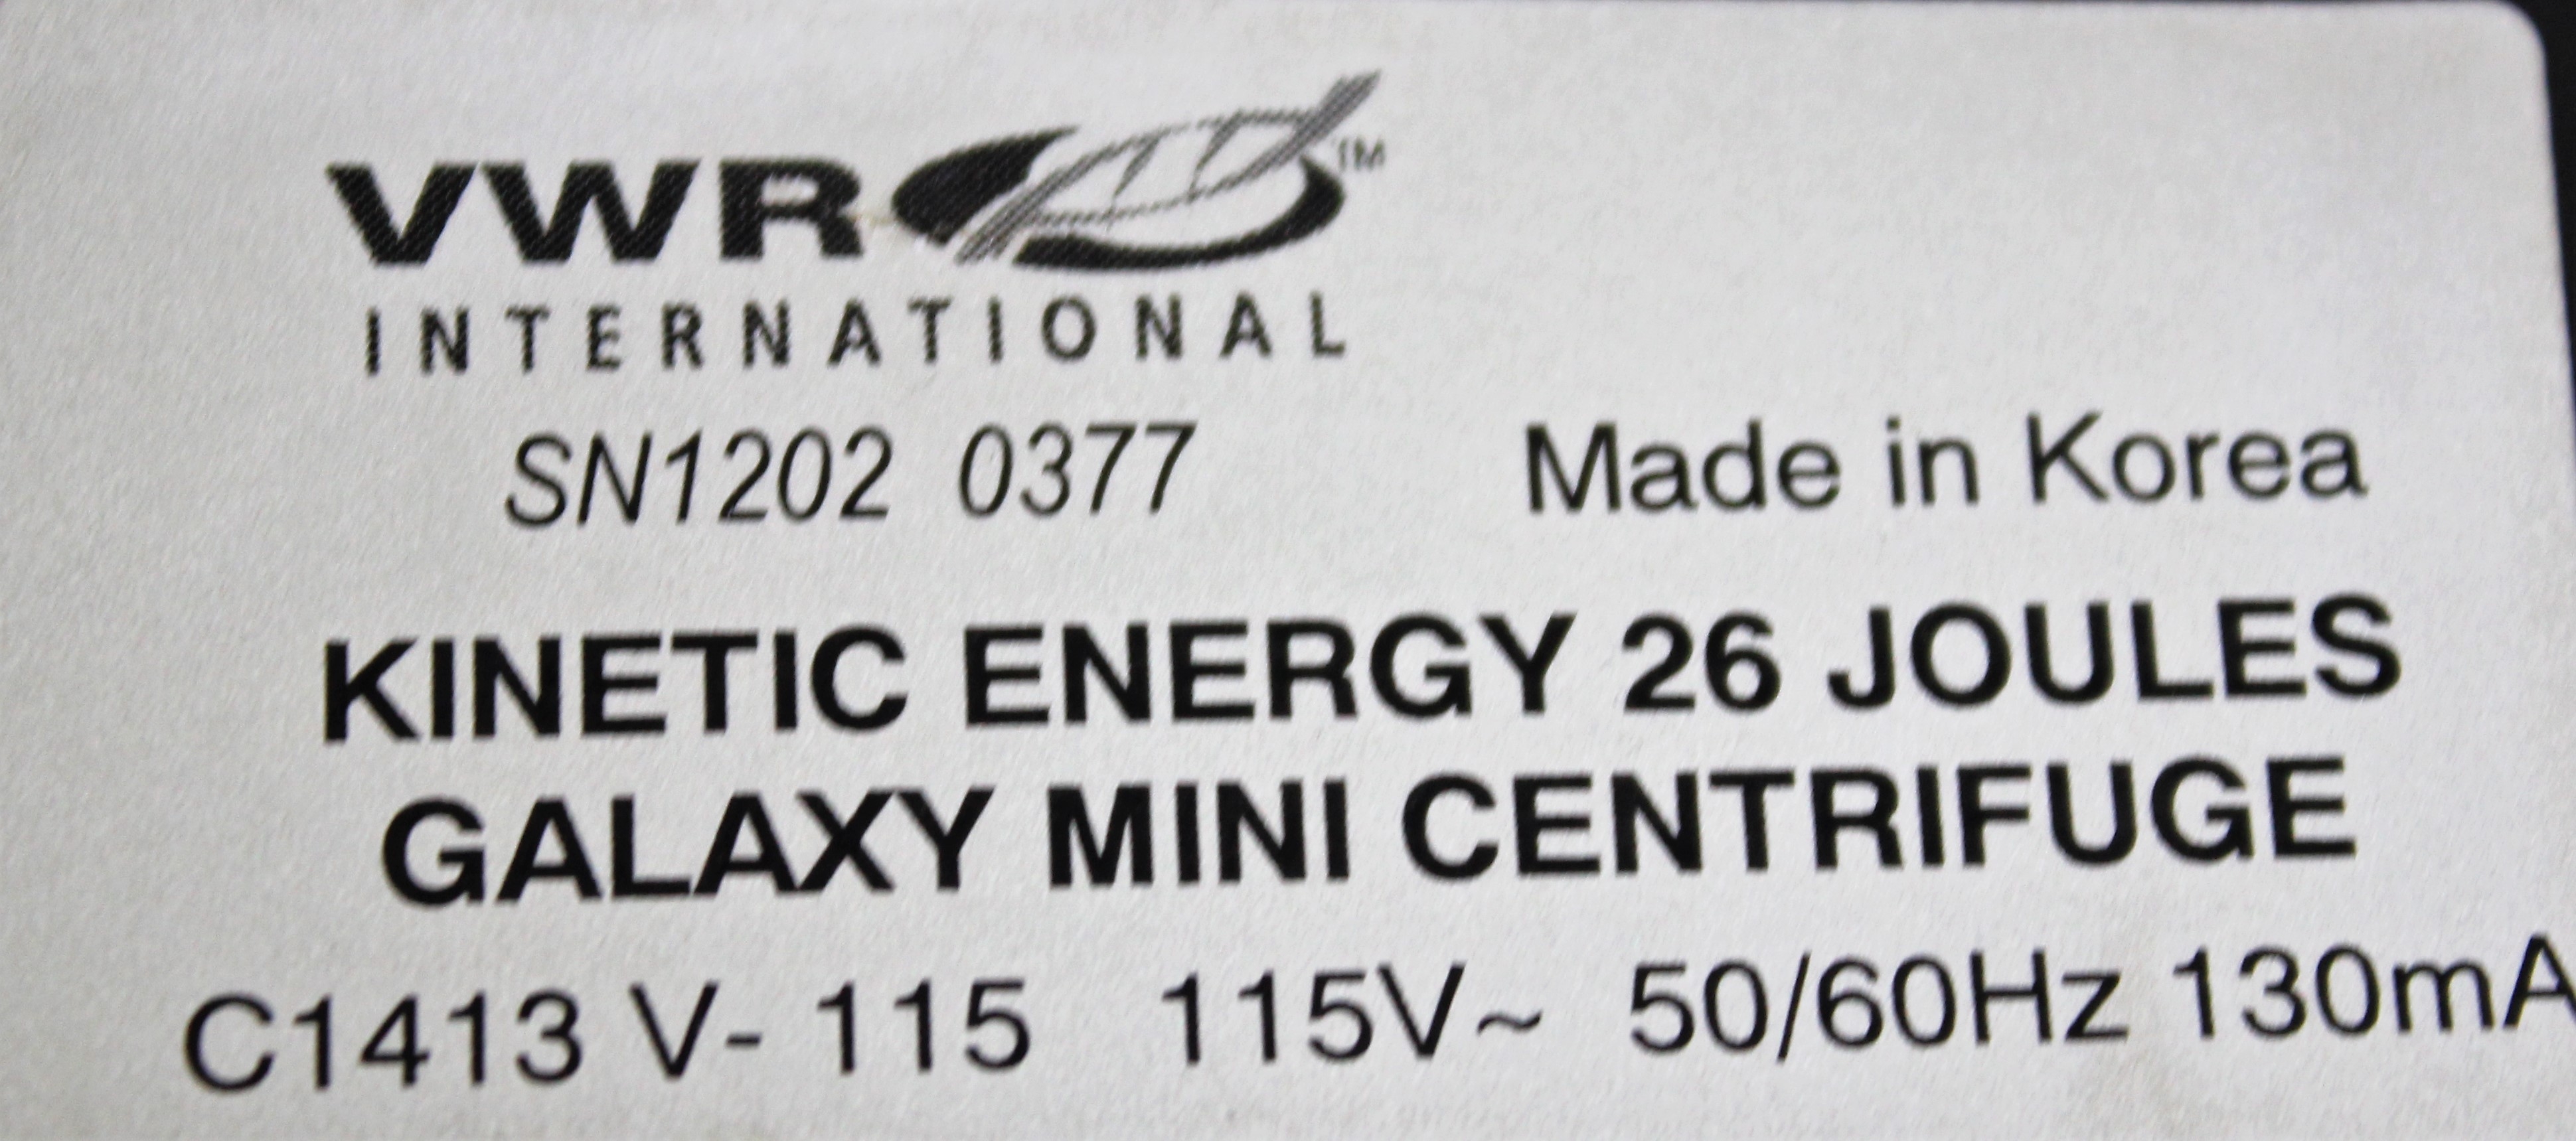 VWR™
INTERNATIONAL
SN1202 0377 Made in Korea
KINETIC ENERGY 26 JOULES
GALAXY MINI CENTRIFUGE
C1413 V- 115 115V~ 50/60Hz 130mA